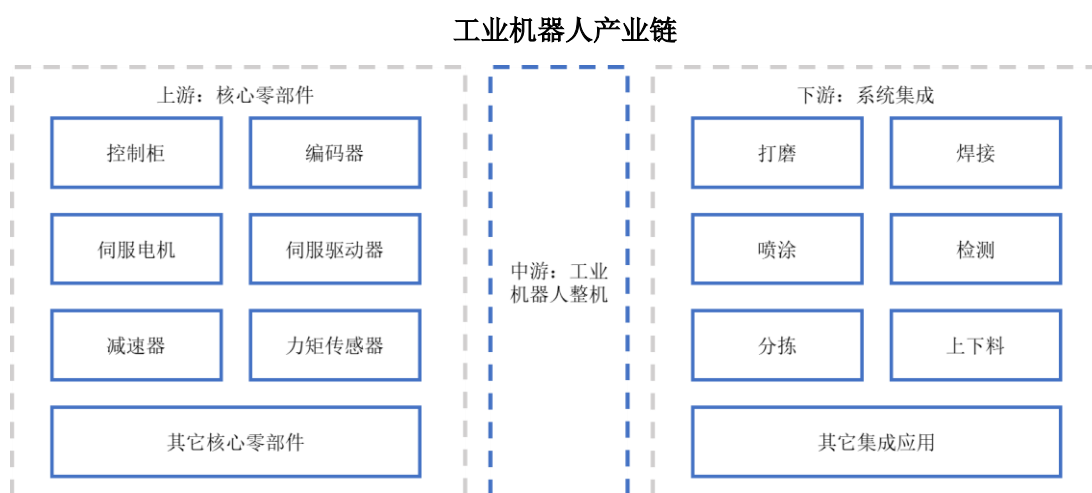 工业机器人产业链
上游：核心零部件
控制柜
编码器
伺服电机
伺服驱动器
减速器
力矩传感器
其它核心零部件
中游：工业
机器人整机
下游：系统集成
打磨
焊接
喷涂
检测
分拣
上下料
其它集成应用